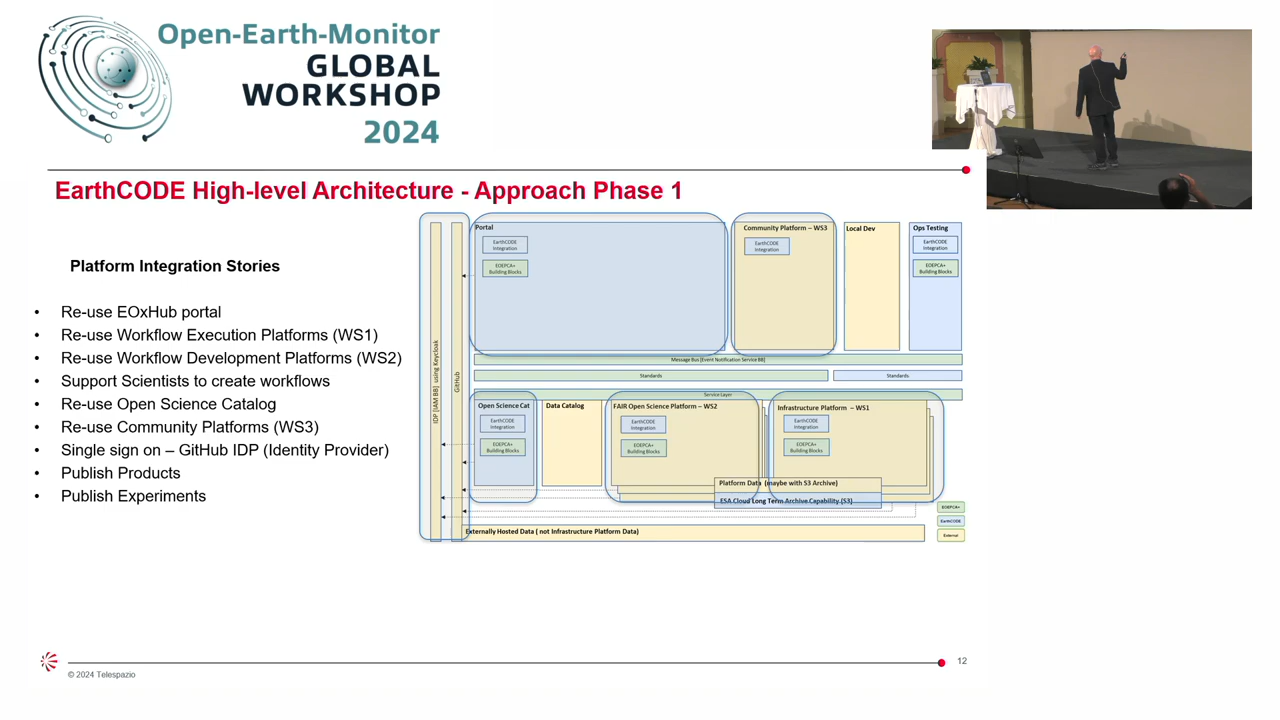 Open-Earth-Monitor
GLOBAL
WORKSHOP
2024
EarthCODE High-level Architecture - Approach Phase 1
Platform Integration Stories
• Re-use EOxHub portal
• Re-use Workflow Execution Platforms (WS1)
• Re-use Workflow Development Platforms (WS2)
• Support Scientists to create workflows
• Re-use Open Science Catalog
• Re-use Community Platforms (WS3)
• Single sign on – GitHub IDP (Identity Provider)
• Publish Products
• Publish Experiments
IDP [IAM BB] using Keycloak
GitHub
Portal
EarthCODE
Integration
EOEPCA+
Building Blocks
Community Platform – WS3
EarthCODE
Integration
Local Dev
Ops Testing
EarthCODE
Integration
EOEPCA+
Building Blocks
Message Bus [Event Notification Service BB]
Standards
Standards
Service Layer
Open Science Cat
EarthCODE
Integration
EOEPCA+
Building Blocks
Data Catalog
FAIR Open Science Platform – WS2
EarthCODE
Integration
EOEPCA+
Building Blocks
Infrastructure Platform – WS1
EarthCODE
Integration
EOEPCA+
Building Blocks
Platform Data (maybe with S3 Archive)
ESA Cloud Long Term Archive Capability (S3)
Externally Hosted Data ( not Infrastructure Platform Data)
EOEPCA+
EarthCODE
External
© 2024 Telespazio
12